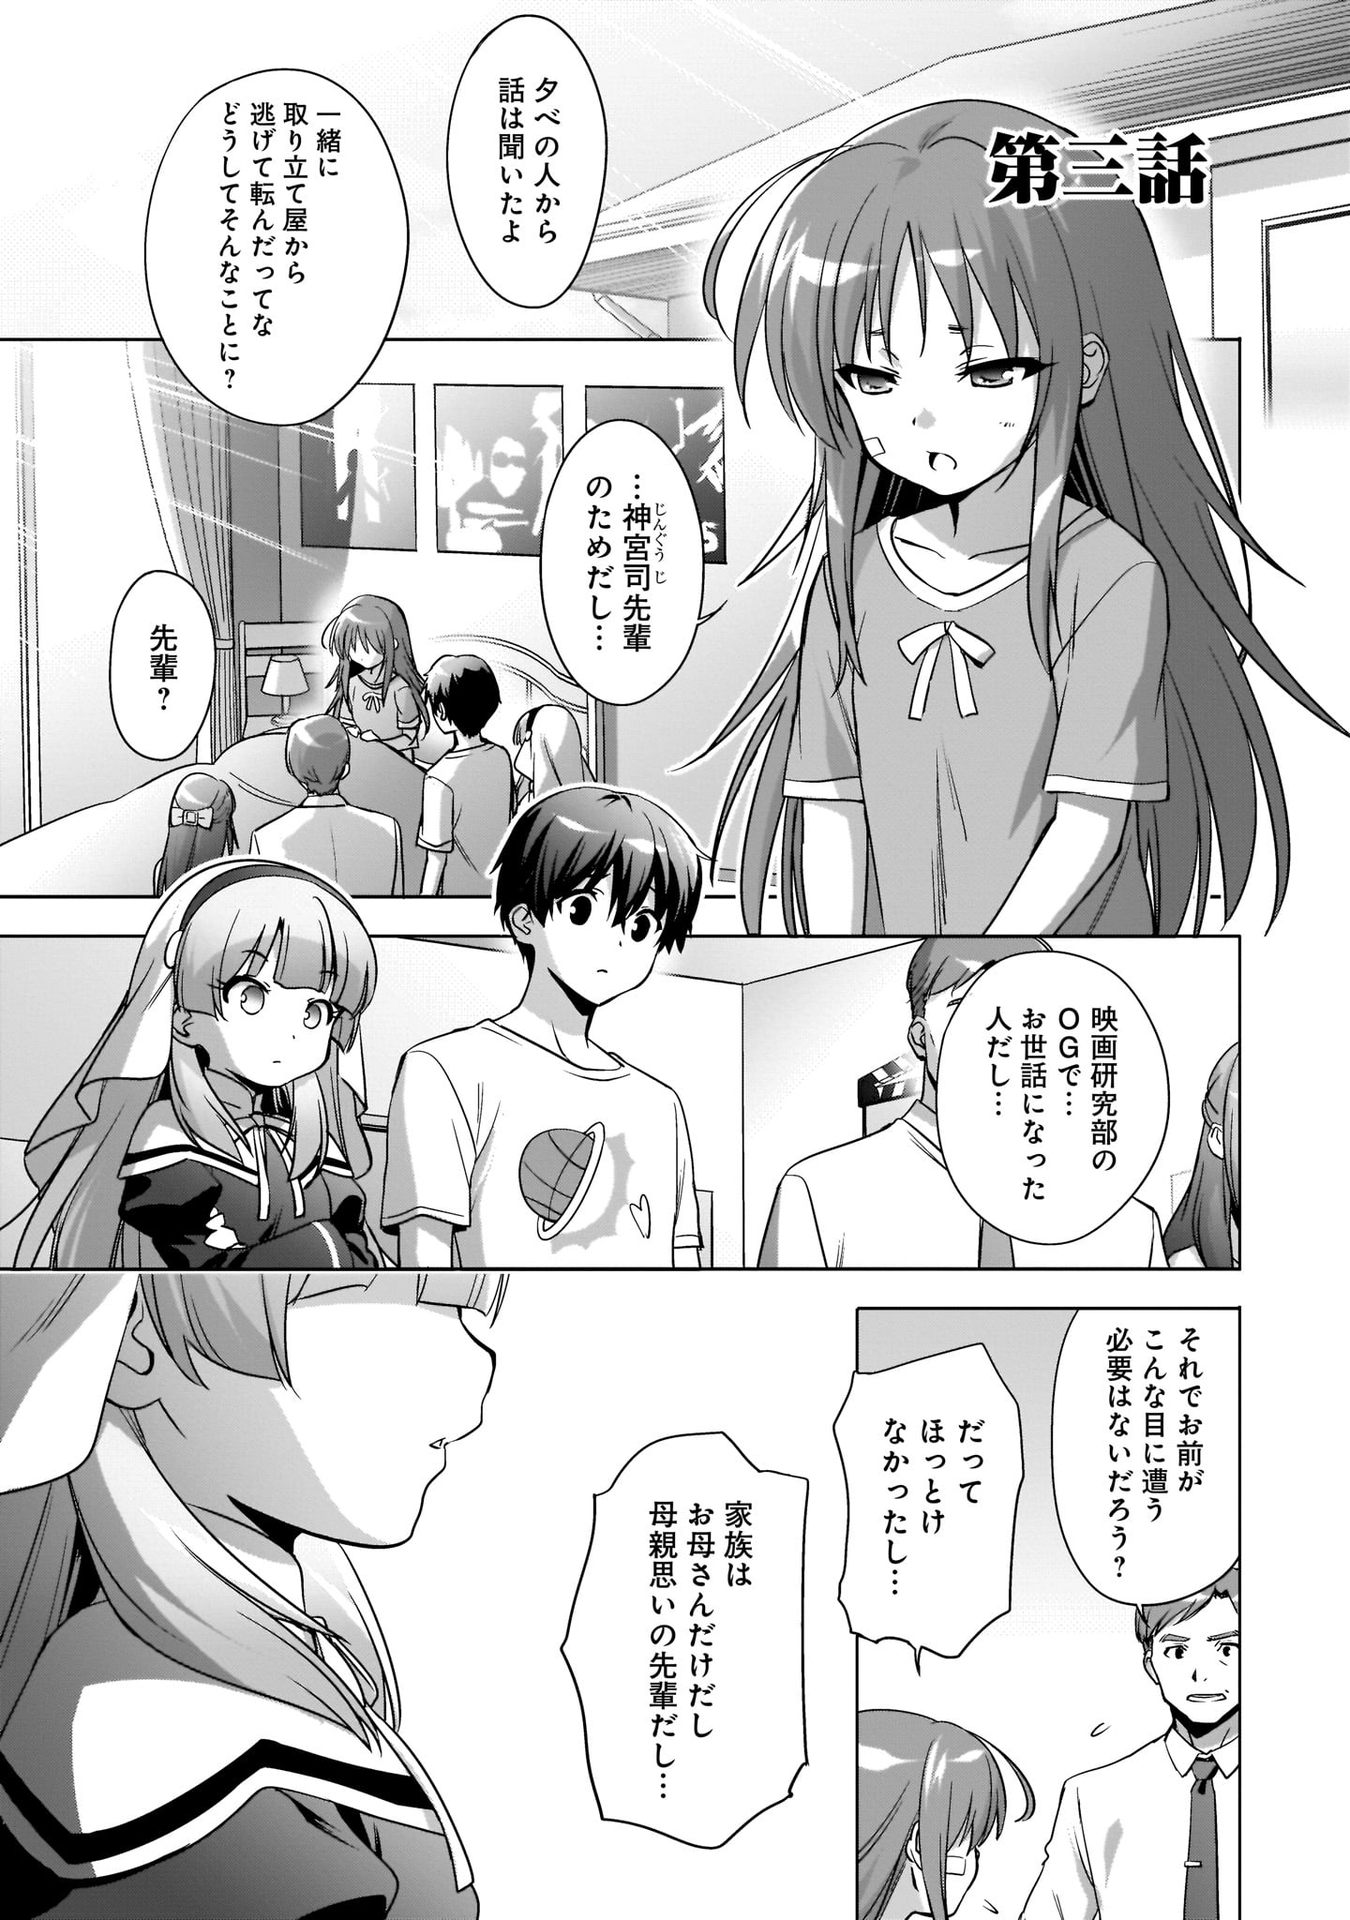 第三話
夕べの人から
話は聞いたよ
一緒に
取り立て屋から
逃げて転んだってな
どうしてそんなことに？
…神宮司先輩
じんぐうじ
のためだし…
先輩？
映画研究部の
OGで…
お世話になった
人だし…
それでお前が
こんな目に遭う
必要はないだろう？
だって
ほっとけ
なかったし…
家族は
お母さんだけだし
母親思いの先輩だし…